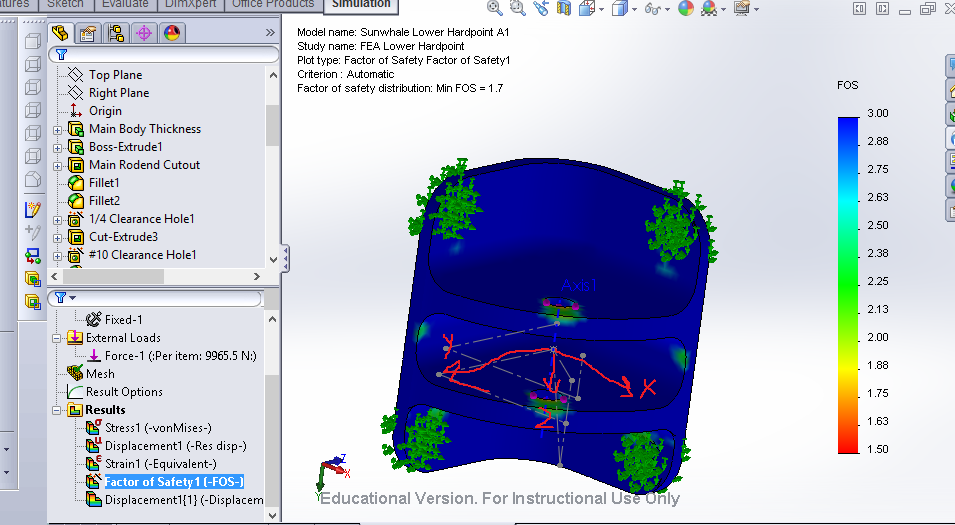 atures
Sketch
Evaluate
DimXpert
Office Products
Simulation
Top Plane
Right Plane
Origin
Main Body Thickness
Boss-Extrude1
Main Rodend Cutout
Fillet1
Fillet2
1/4 Clearance Hole1
Cut-Extrude3
#10 Clearance Hole1
Fixed-1
External Loads
Force-1 (:Per item: 9965.5 N:)
Mesh
Result Options
Results
Stress1 (-vonMises-)
Displacement1 (-Res disp-)
Strain1 (-Equivalent-)
Factor of Safety1 (-FOS-)
Displacement1{1} (-Displacem
Model name: Sunwhale Lower Hardpoint A1
Study name: FEA Lower Hardpoint
Plot type: Factor of Safety Factor of Safety1
Criterion : Automatic
Factor of safety distribution: Min FOS = 1.7
Axis1
Y
X
Z
Z
X
Y
Educational Version. For Instructional Use Only
FOS
3.00
2.88
2.75
2.63
2.50
2.38
2.25
2.13
2.00
1.88
1.75
1.63
1.50